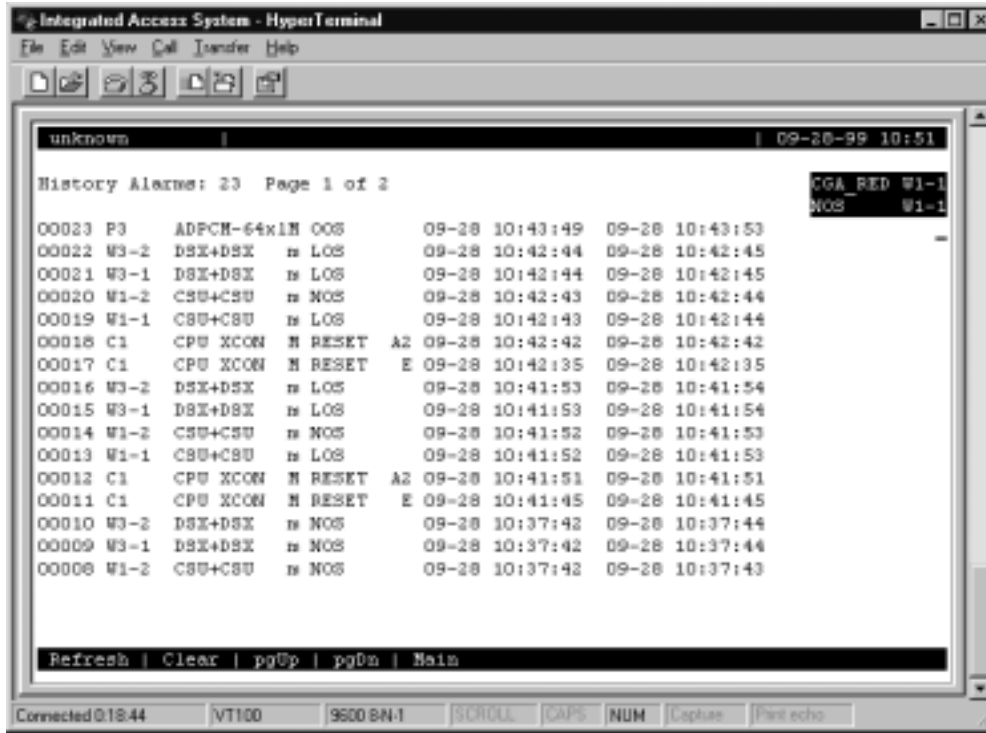 Integrated Access System - HyperTerminal
File Edit View Call Transfer Help
unknown | | 09-28-99 10:51
History Alarms: 23 Page 1 of 2 CGA_RED W1-1
NOS W1-1
00023 P3 ADPCM-64x1M OOS 09-28 10:43:49 09-28 10:43:53
00022 W3-2 DSX+DSX m LOS 09-28 10:42:44 09-28 10:42:45
00021 W3-1 DSX+DSX m LOS 09-28 10:42:44 09-28 10:42:45
00020 W1-2 CSU+CSU m NOS 09-28 10:42:43 09-28 10:42:44
00019 W1-1 CSU+CSU m LOS 09-28 10:42:43 09-28 10:42:44
00018 C1 CPU XCON M RESET A2 09-28 10:42:42 09-28 10:42:42
00017 C1 CPU XCON M RESET E 09-28 10:42:35 09-28 10:42:35
00016 W3-2 DSX+DSX m LOS 09-28 10:41:53 09-28 10:41:54
00015 W3-1 DSX+DSX m LOS 09-28 10:41:53 09-28 10:41:54
00014 W1-2 CSU+CSU m NOS 09-28 10:41:52 09-28 10:41:53
00013 W1-1 CSU+CSU m LOS 09-28 10:41:52 09-28 10:41:53
00012 C1 CPU XCON M RESET A2 09-28 10:41:51 09-28 10:41:51
00011 C1 CPU XCON M RESET E 09-28 10:41:45 09-28 10:41:45
00010 W3-2 DSX+DSX m NOS 09-28 10:37:42 09-28 10:37:44
00009 W3-1 DSX+DSX m NOS 09-28 10:37:42 09-28 10:37:44
00008 W1-2 CSU+CSU m NOS 09-28 10:37:42 09-28 10:37:43
Refresh | Clear | pgUp | pgDn | Main
Connected 0:18:44 VT100 9600 8-N-1 SCROLL CAPS NUM Capture Print echo